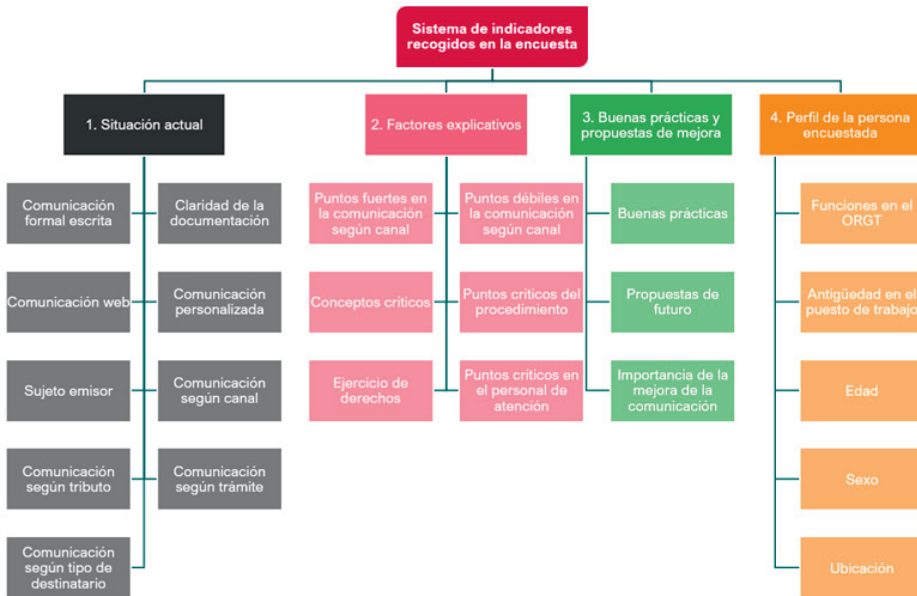 Sistema de indicadores
recogidos en la encuesta
1. Situación actual
2. Factores explicativos
3. Buenas prácticas y
propuestas de mejora
4. Perfil de la persona
encuestada
Comunicación
formal escrita
Claridad de la
documentación
Comunicación web
Comunicación
personalizada
Sujeto emisor
Comunicación
según canal
Comunicación
según tributo
Comunicación
según trámite
Comunicación
según tipo de
destinatario
Puntos fuertes en
la comunicación
según canal
Puntos débiles en
la comunicación
según canal
Conceptos críticos
Puntos críticos del
procedimiento
Ejercicio de
derechos
Puntos críticos en
el personal de
atención
Buenas prácticas
Propuestas de
futuro
Importancia de la
mejora de la
comunicación
Funciones en el
ORGT
Antigüedad en el
puesto de trabajo
Edad
Sexo
Ubicación